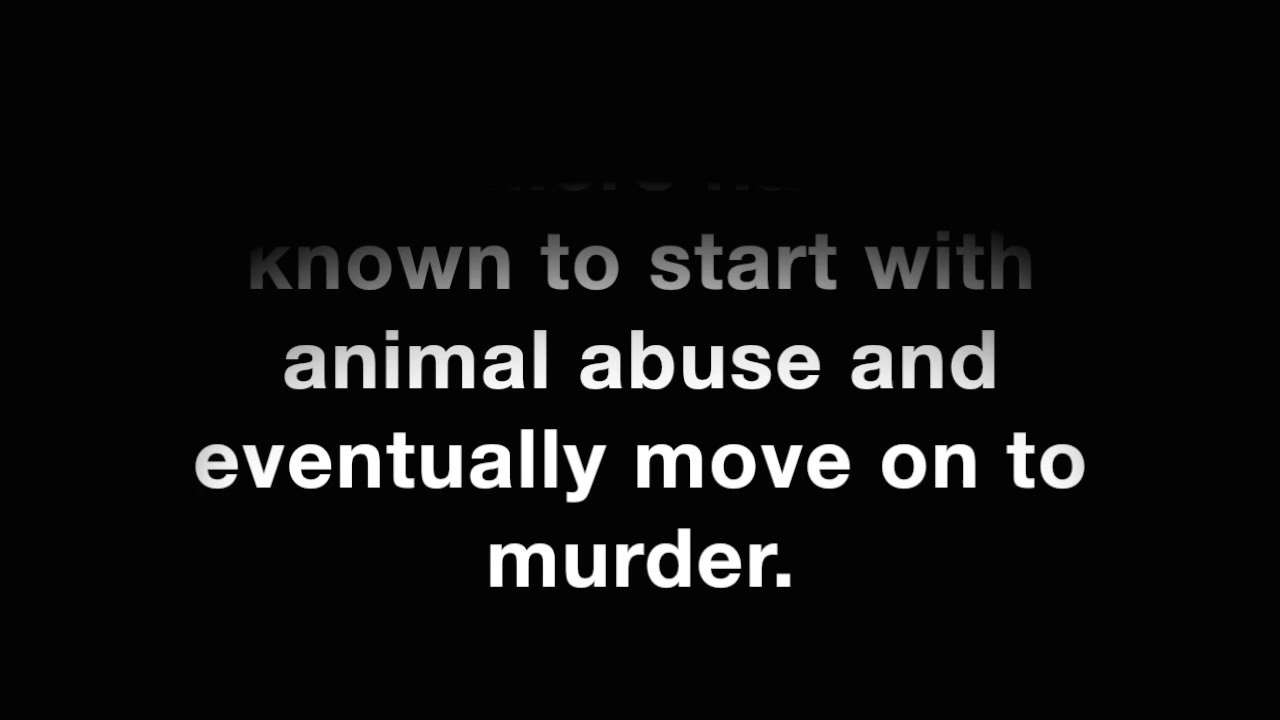 known to start with
animal abuse and
eventually move on to
murder.